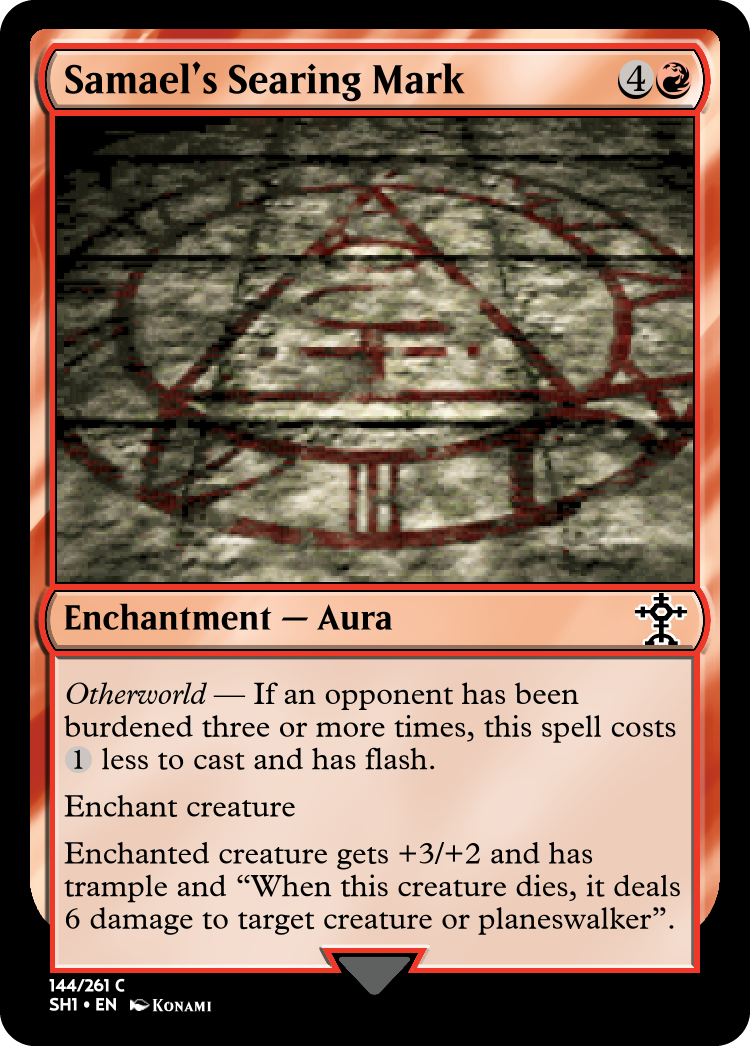 Samael's Searing Mark 4
Enchantment — Aura
Otherworld — If an opponent has been
burdened three or more times, this spell costs
1 less to cast and has flash.
Enchant creature
Enchanted creature gets +3/+2 and has
trample and “When this creature dies, it deals
6 damage to target creature or planeswalker”.
144/261 C
SH1 • EN KONAMI